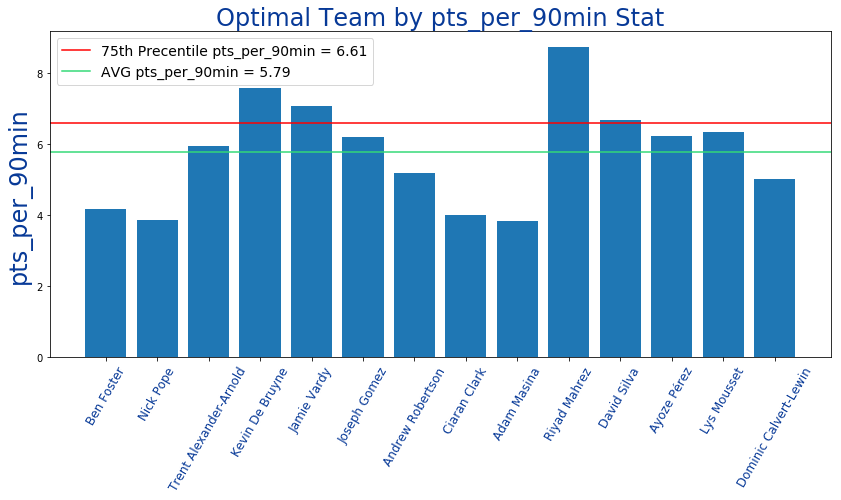 Optimal Team by pts_per_90min Stat
75th Precentile pts_per_90min = 6.61
AVG pts_per_90min = 5.79
pts_per_90min
8
6
4
2
0
Ben Foster
Nick Pope
Trent Alexander-Arnold
Kevin De Bruyne
Jamie Vardy
Joseph Gomez
Andrew Robertson
Ciaran Clark
Adam Masina
Riyad Mahrez
David Silva
Ayoze Pérez
Lys Mousset
Dominic Calvert-Lewin